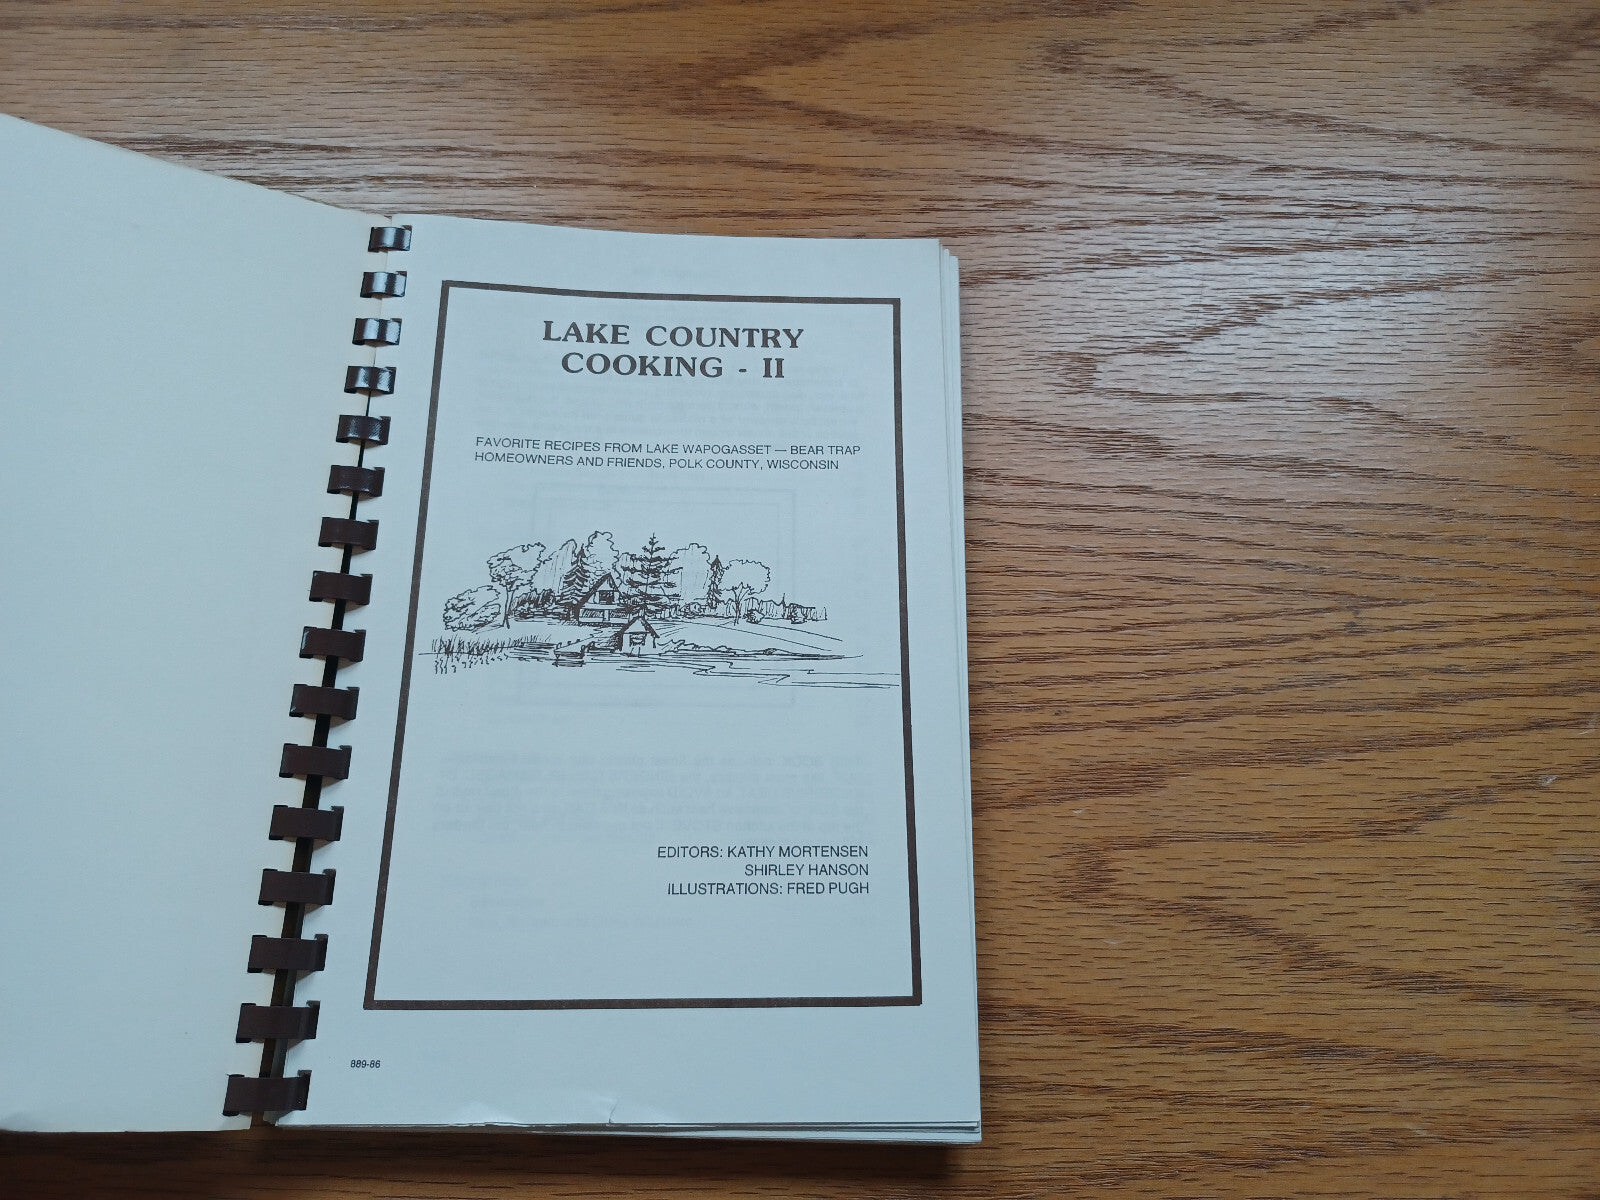 LAKE COUNTRY
COOKING - II
FAVORITE RECIPES FROM LAKE WAPOGASSET — BEAR TRAP
HOMEOWNERS AND FRIENDS, POLK COUNTY, WISCONSIN
EDITORS: KATHY MORTENSEN
SHIRLEY HANSON
ILLUSTRATIONS: FRED PUGH
889-86